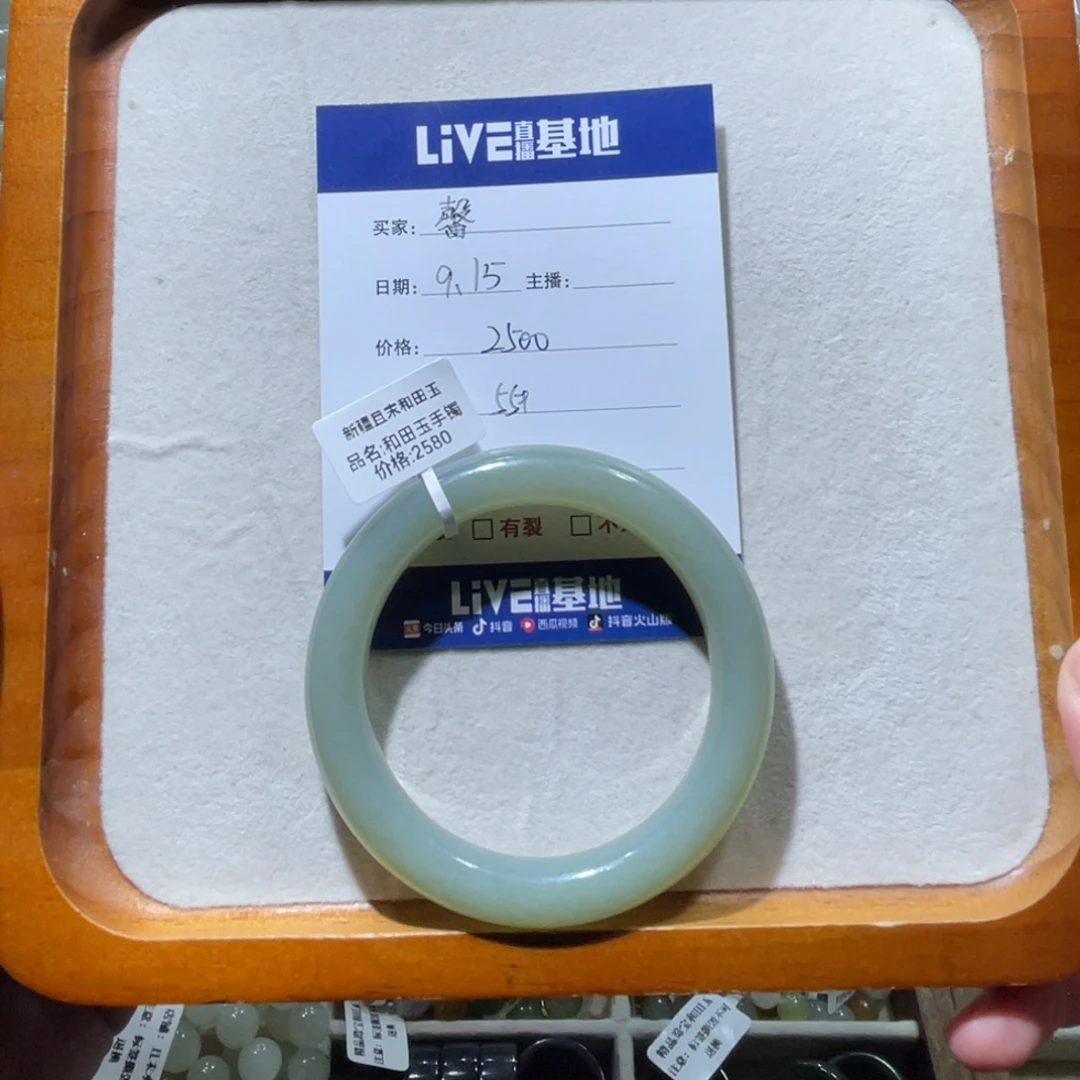 LiVE直播基地
买家：馨
日期：9.15 主播：
价格：2500
559
新疆且末和田玉
品名:和田玉手镯
价格:2580
□有裂 □不
LiVE直播基地
今日头条 抖音 西瓜视频 抖音火山版